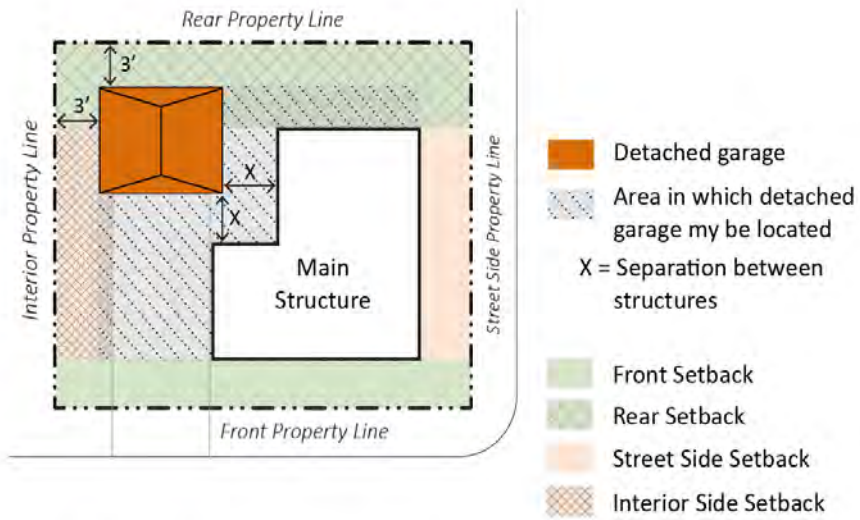 Rear Property Line
3'
3'
Interior Property Line
X
X
Main
Structure
Street Side Property Line
Front Property Line
Detached garage
Area in which detached
garage my be located
X = Separation between
structures
Front Setback
Rear Setback
Street Side Setback
Interior Side Setback